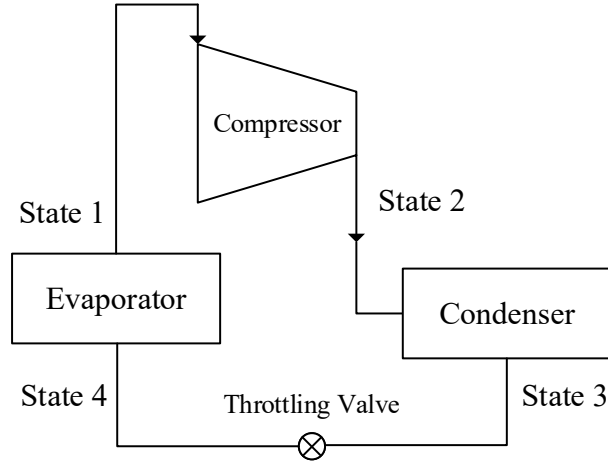 Compressor
State 1
State 2
Evaporator
Condenser
State 4
Throttling Valve
State 3